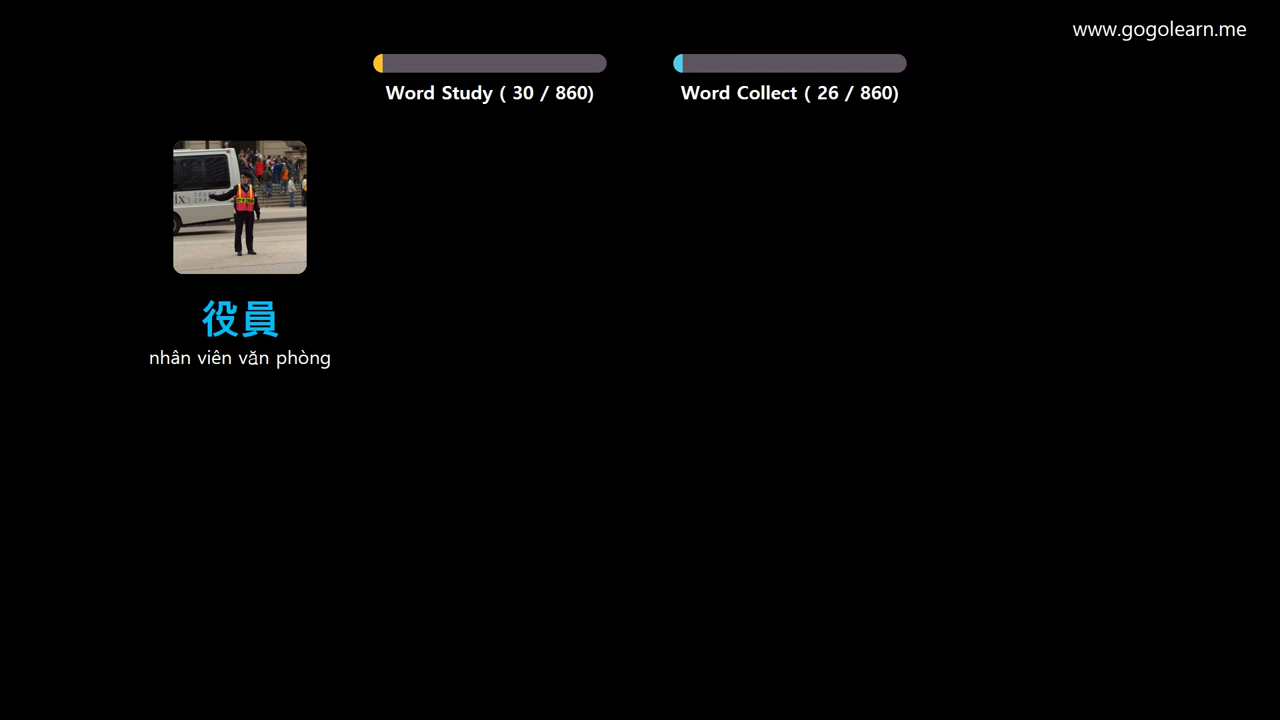 www.gogolearn.me
Word Study ( 30 / 860)
Word Collect ( 26 / 860)
役員
nhân viên văn phòng